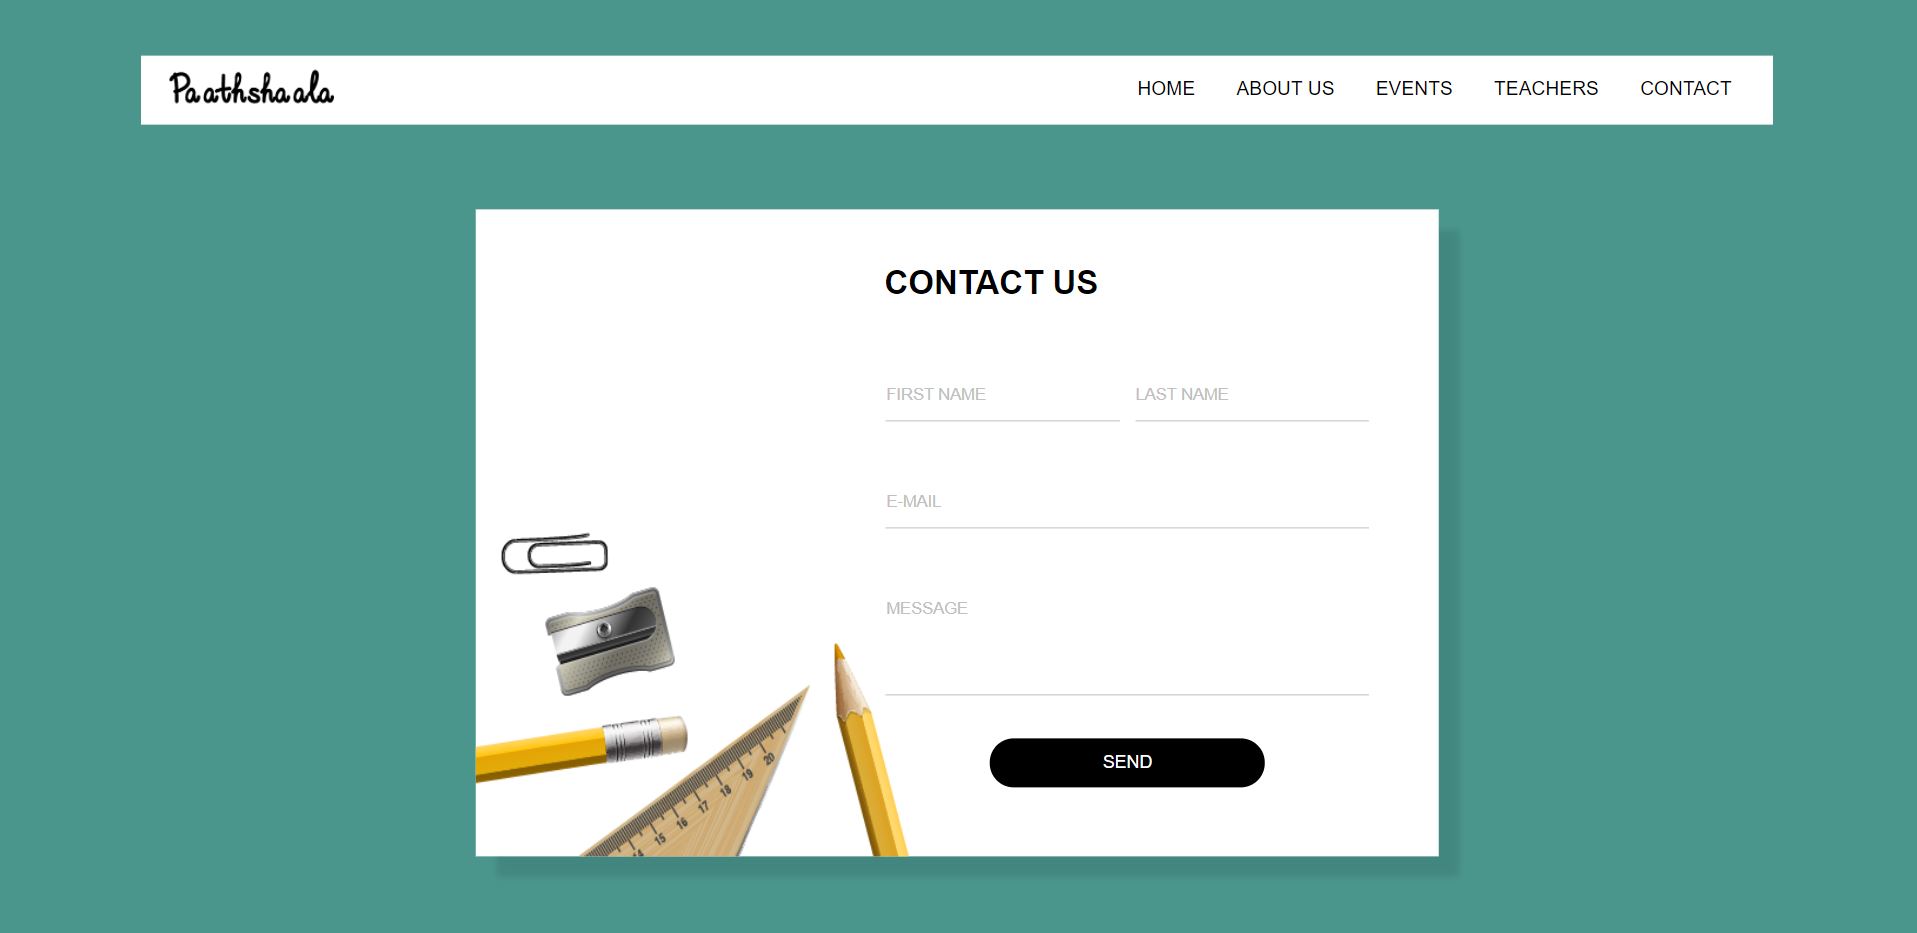 Paathshaala
HOME ABOUT US EVENTS TEACHERS CONTACT
CONTACT US
FIRST NAME LAST NAME
E-MAIL
MESSAGE
SEND
14 15 16 17 18 19 20